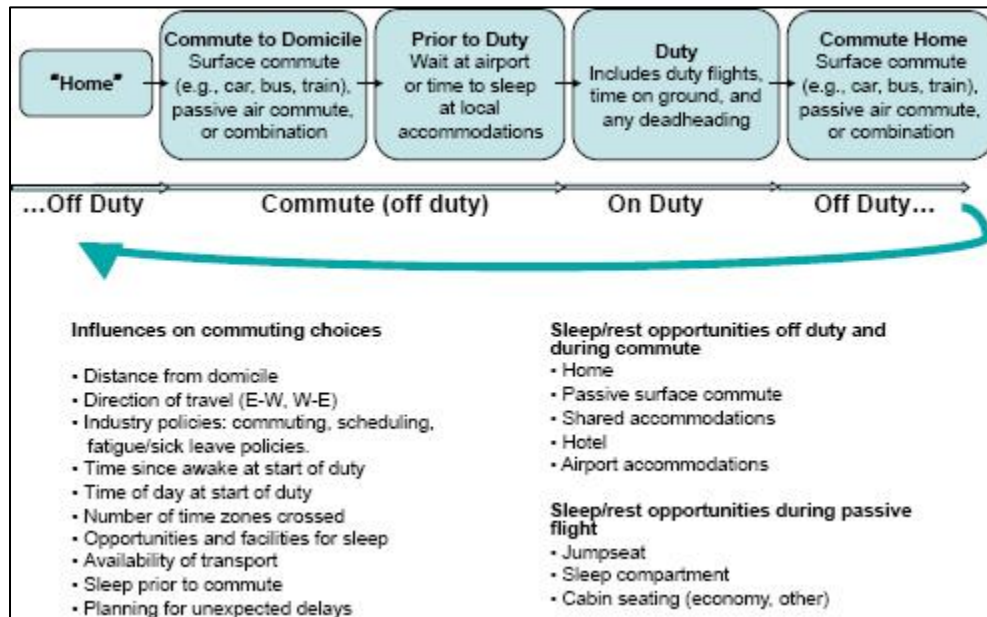 "Home"
Commute to Domicile
Surface commute
(e.g., car, bus, train),
passive air commute,
or combination
Prior to Duty
Wait at airport
or time to sleep
at local
accommodations
Duty
Includes duty flights,
time on ground, and
any deadheading
Commute Home
Surface commute
(e.g., car, bus, train),
passive air commute,
or combination
...Off Duty
Commute (off duty)
On Duty
Off Duty...
Influences on commuting choices
• Distance from domicile
• Direction of travel (E-W, W-E)
• Industry policies: commuting, scheduling,
fatigue/sick leave policies.
• Time since awake at start of duty
• Time of day at start of duty
• Number of time zones crossed
• Opportunities and facilities for sleep
• Availability of transport
• Sleep prior to commute
• Planning for unexpected delays
Sleep/rest opportunities off duty and
during commute
• Home
• Passive surface commute
• Shared accommodations
• Hotel
• Airport accommodations
Sleep/rest opportunities during passive
flight
• Jumpseat
• Sleep compartment
• Cabin seating (economy, other)